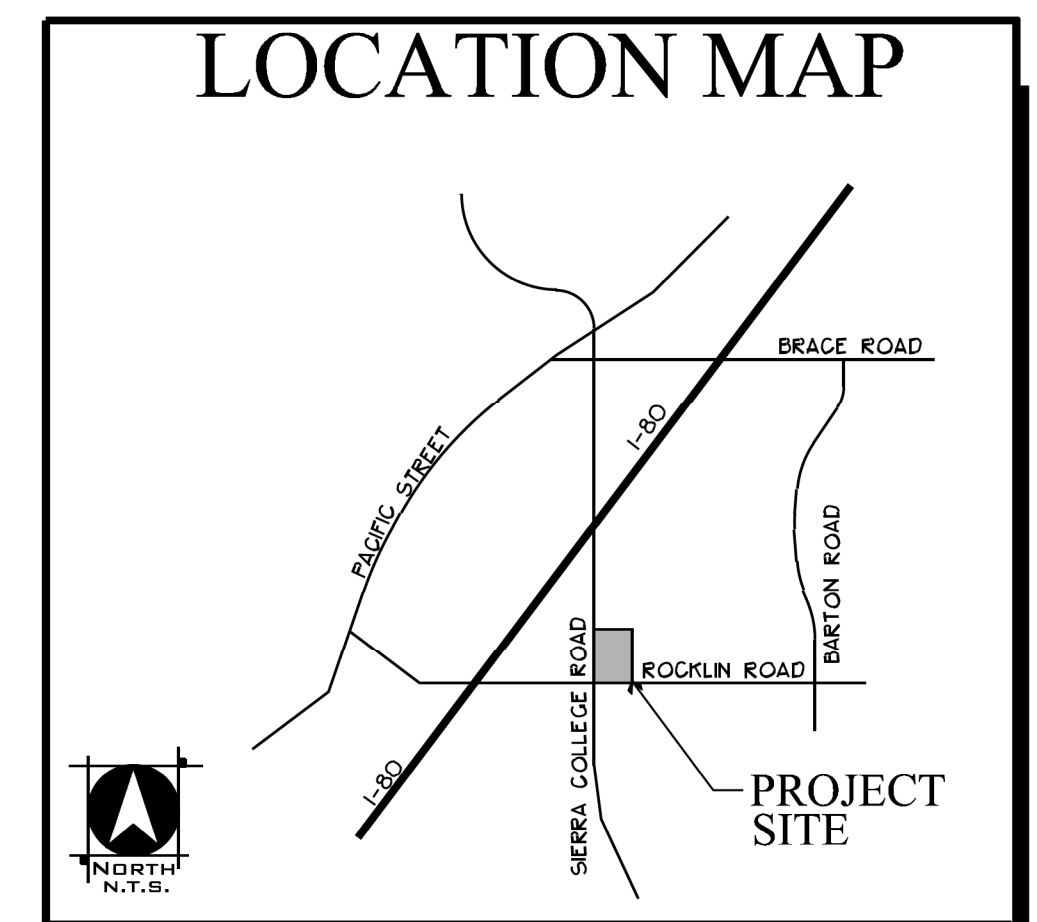 LOCATION MAP
BRACE ROAD
I-80
PACIFIC STREET
BARTON ROAD
SIERRA COLLEGE ROAD
ROCKLIN ROAD
I-80
PROJECT
SITE
NORTH
N.T.S.